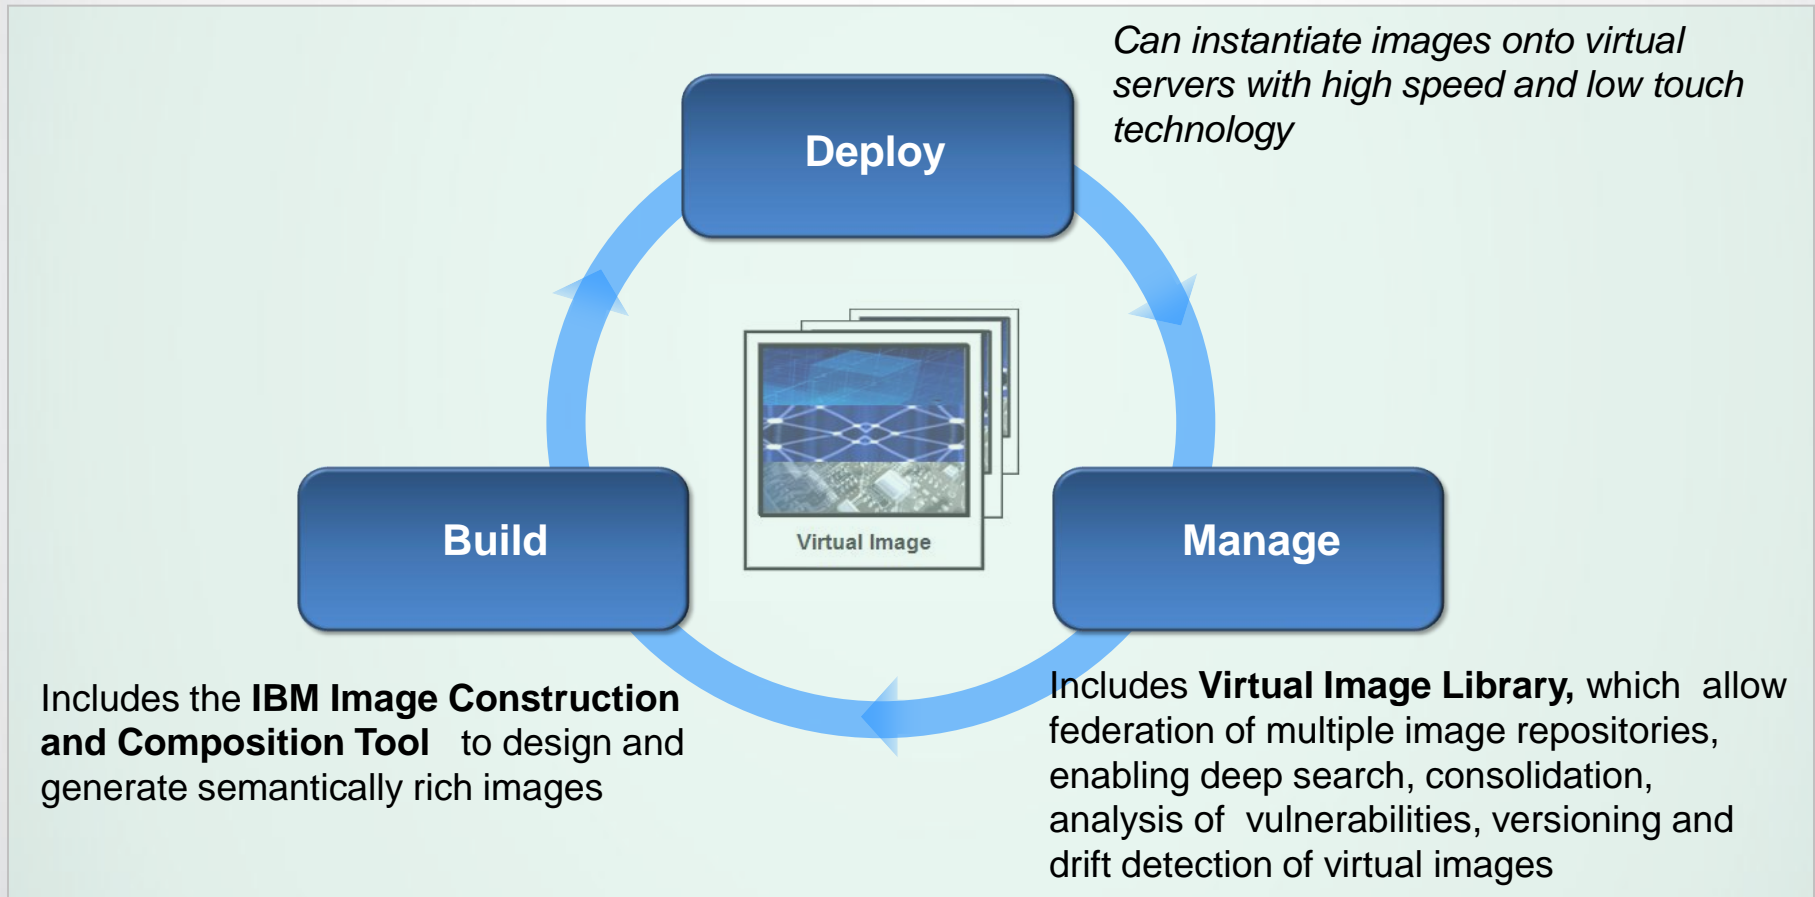 Can instantiate images onto virtual
servers with high speed and low touch
technology
Deploy
Virtual Image
Build
Manage
Includes the IBM Image Construction
and Composition Tool to design and
generate semantically rich images
Includes Virtual Image Library, which allow
federation of multiple image repositories,
enabling deep search, consolidation,
analysis of vulnerabilities, versioning and
drift detection of virtual images